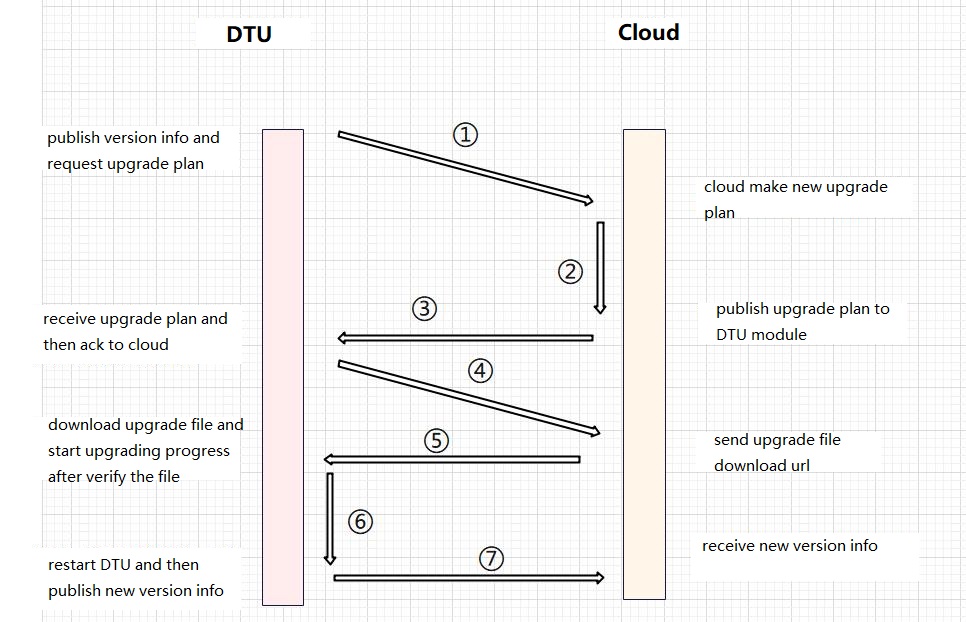 DTU
Cloud
①
publish version info and
request upgrade plan
cloud make new upgrade
plan
②
③
publish upgrade plan to
DTU module
receive upgrade plan and
then ack to cloud
④
download upgrade file and
start upgrading progress
after verify the file
⑤
send upgrade file
download url
⑥
receive new version info
⑦
restart DTU and then
publish new version info